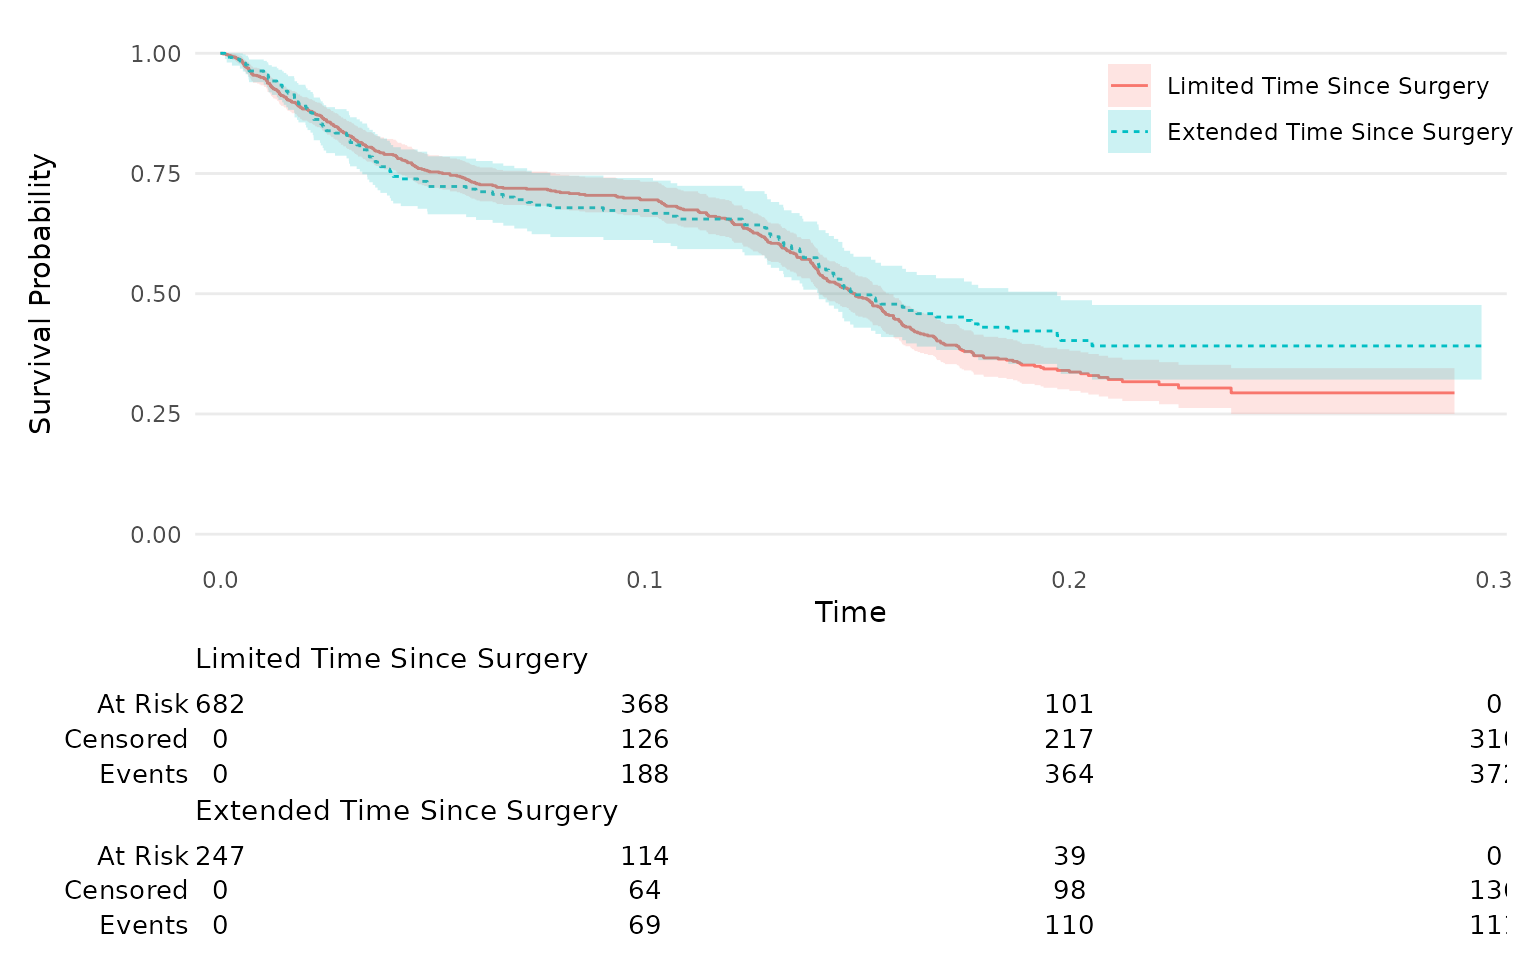 1.00
0.75
0.50
0.25
0.00
Survival Probability
Limited Time Since Surgery
Extended Time Since Surgery
0.0 0.1 0.2 0.3
Time
Limited Time Since Surgery
At Risk 682 368 101 0
Censored 0 126 217
Events 0 188 364
Extended Time Since Surgery
At Risk 247 114 39 0
Censored 0 64 98
Events 0 69 110